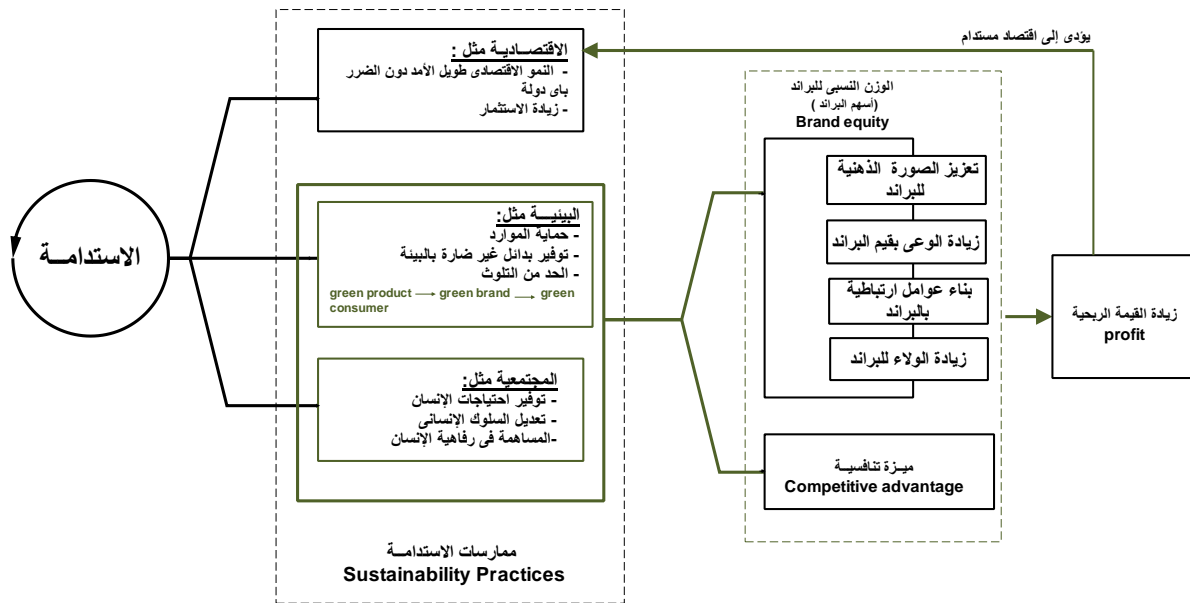 الاستدامــة
الاقتصــاديـة مثل :
- النمو الاقتصادى طويل الأمد دون الضرر
باى دولة
- زيادة الاستثمار
البيئيـــة مثل:
- حماية الموارد
- توفير بدائل غير ضارة بالبيئة
- الحد من التلوث
green product → green brand → green
consumer
المجتمعية مثل:
- توفير احتياجات الإنسان
- تعديل السلوك الإنسانى
-المساهمة فى رفاهية الإنسان
ممارسات الاستدامــة
Sustainability Practices
الوزن النسبى للبراند
(أسهم البراند )
Brand equity
تعزيز الصورة الذهنية
للبراند
زيادة الوعى بقيم البراند
بناء عوامل ارتباطية
بالبراند
زيادة الولاء للبراند
ميـزة تنافسيـة
Competitive advantage
زيادة القيمة الربحية
profit
يؤدى إلى اقتصاد مستدام